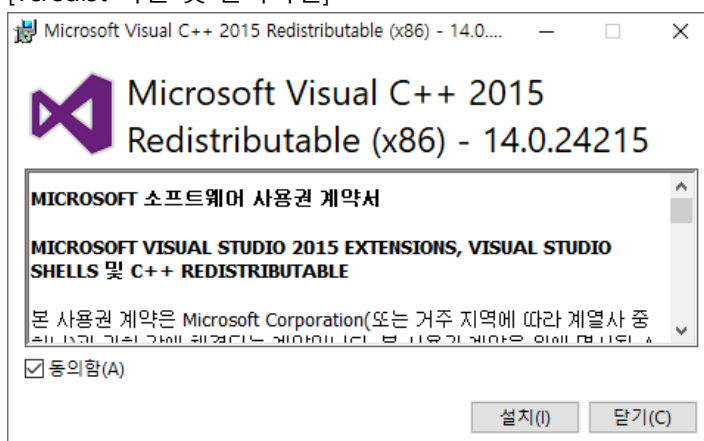 Microsoft Visual C++ 2015 Redistributable (x86) - 14.0....
Microsoft Visual C++ 2015
Redistributable (x86) - 14.0.24215
MICROSOFT 소프트웨어 사용권 계약서
MICROSOFT VISUAL STUDIO 2015 EXTENSIONS, VISUAL STUDIO
SHELLS 및 C++ REDISTRIBUTABLE
본 사용권 계약은 Microsoft Corporation(또는 거주 지역에 따라 계열사 중
동의함(A)
설치(I) 닫기(C)